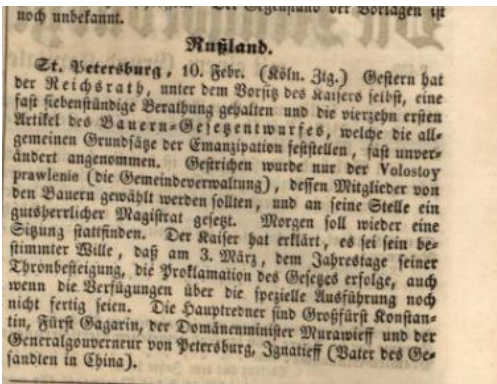 noch unbekannt.
Rußland.
St. Petersburg, 10. Febr. (Köln. Ztg.) Gestern hat
der Reichsrath, unter dem Vorsitz des Kaisers selbst, eine
fast siebenstündige Berathung gehalten und die vierzehn ersten
Artikel des Bauern-Gesetzentwurfes, welche die all-
gemeinen Grundsätze der Emanzipation feststellen, fast unver-
ändert angenommen. Gestrichen wurde nur der Volostoy
prawlenie (die Gemeindeverwaltung), dessen Mitglieder von
den Bauern gewählt werden sollten, und an seine Stelle ein
gutsherrlicher Magistrat gesetzt. Morgen soll wieder eine
Sitzung stattfinden. Der Kaiser hat erklärt, es sei sein be-
stimmter Wille, daß am 3. März, dem Jahrestage seiner
Thronbesteigung, die Proklamation des Gesetzes erfolge, auch
wenn die Verfügungen über die spezielle Ausführung noch
nicht fertig seien. Die Hauptredner sind Großfürst Konstan-
tin, Fürst Gagarin, der Domänenminister Murawieff und der
Generalgouverneur von Petersburg, Ignatieff (Vater des Ge-
sandten in China).